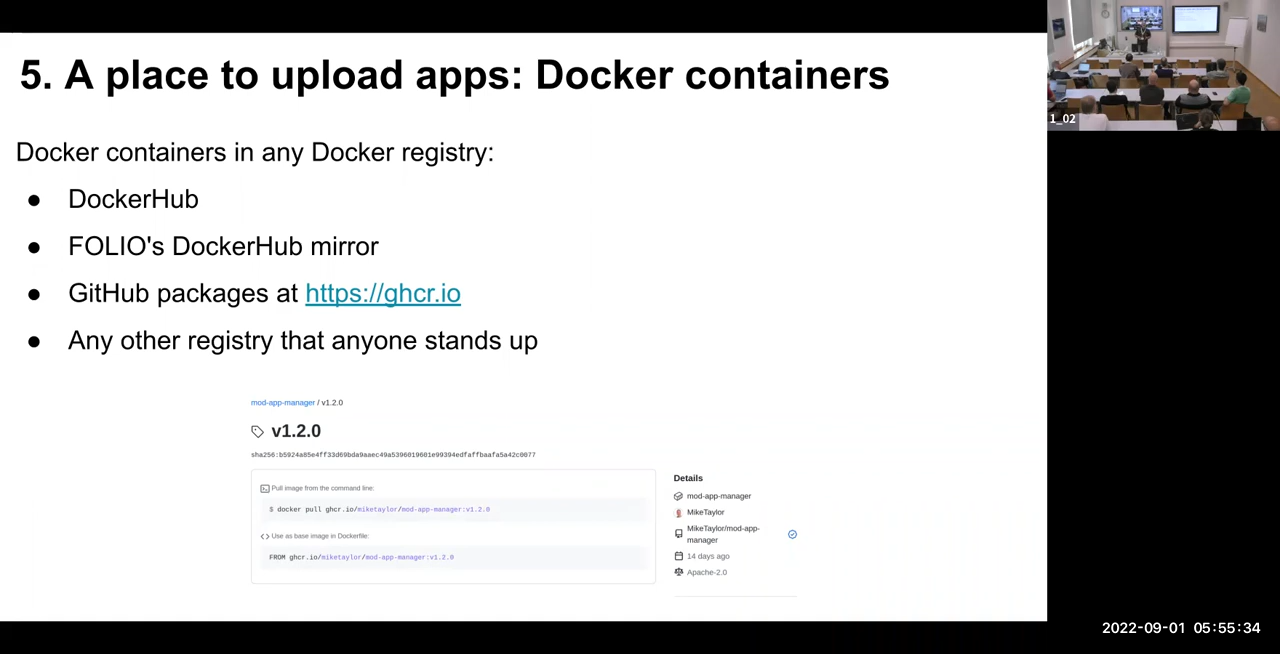 5. A place to upload apps: Docker containers
Docker containers in any Docker registry:
● DockerHub
● FOLIO's DockerHub mirror
● GitHub packages at https://ghcr.io
● Any other registry that anyone stands up
mod-app-manager / v1.2.0
v1.2.0
Pull image from the command line:
$ docker pull ghcr.io/miketaylor/mod-app-manager:v1.2.0
Use as base image in Dockerfile:
FROM ghcr.io/miketaylor/mod-app-manager:v1.2.0
Details
mod-app-manager
MikeTaylor
MikeTaylor/mod-app-
manager
14 days ago
Apache-2.0
1_02
2022-09-01 05:55:34